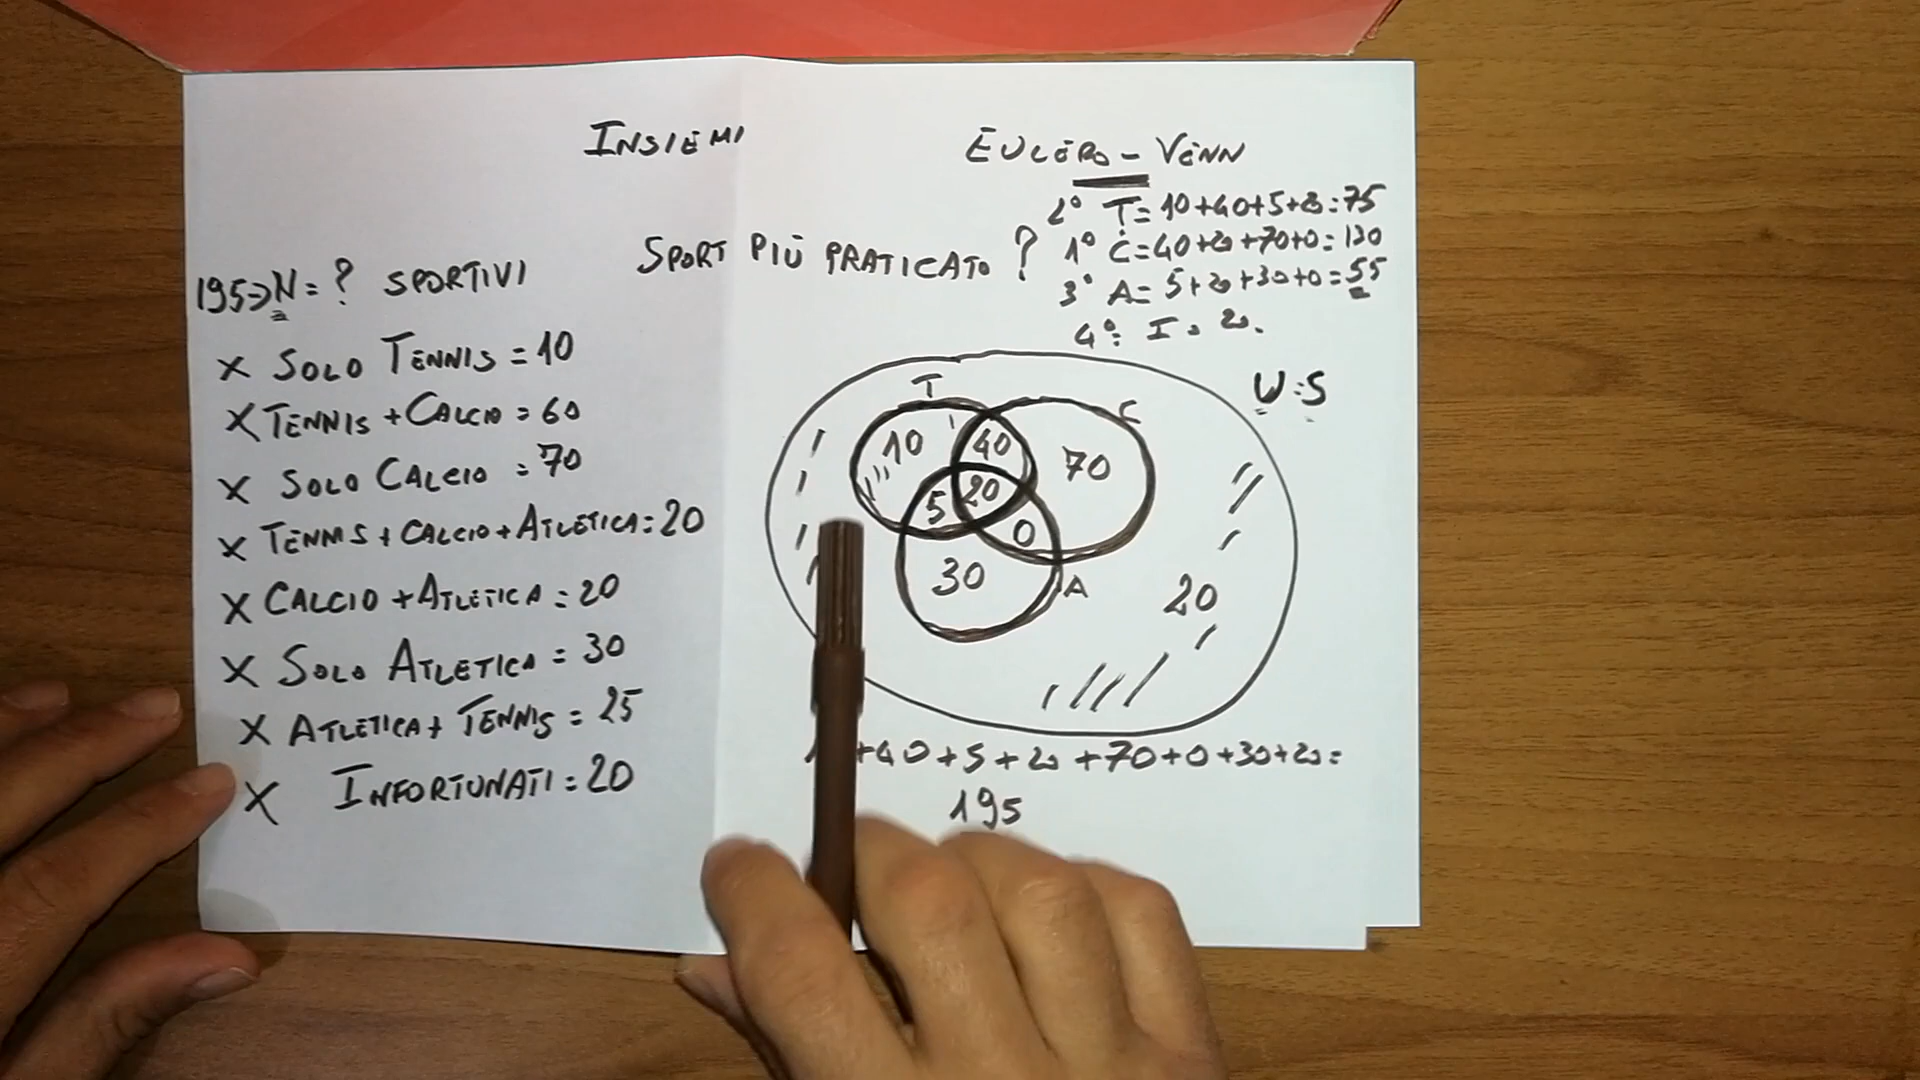 INSIEMI
EULERO - VENN
2° T = 10+40+5+20 = 75
SPORT PIÙ PRATICATO ?
1° C = 40+20+70+0 = 130
3° A = 5+20+30+0 = 55
4° : I = 20.
195 => N = ? SPORTIVI
X SOLO TENNIS = 10
X TENNIS + CALCIO = 60
X SOLO CALCIO = 70
X TENNIS + CALCIO + ATLETICA = 20
X CALCIO + ATLETICA = 20
X SOLO ATLETICA = 30
X ATLETICA + TENNIS = 25
X INFORTUNATI = 20
U : S
T
C
10
40
70
5
20
0
30
A
20
+40+5+20+70+0+30+20=
195